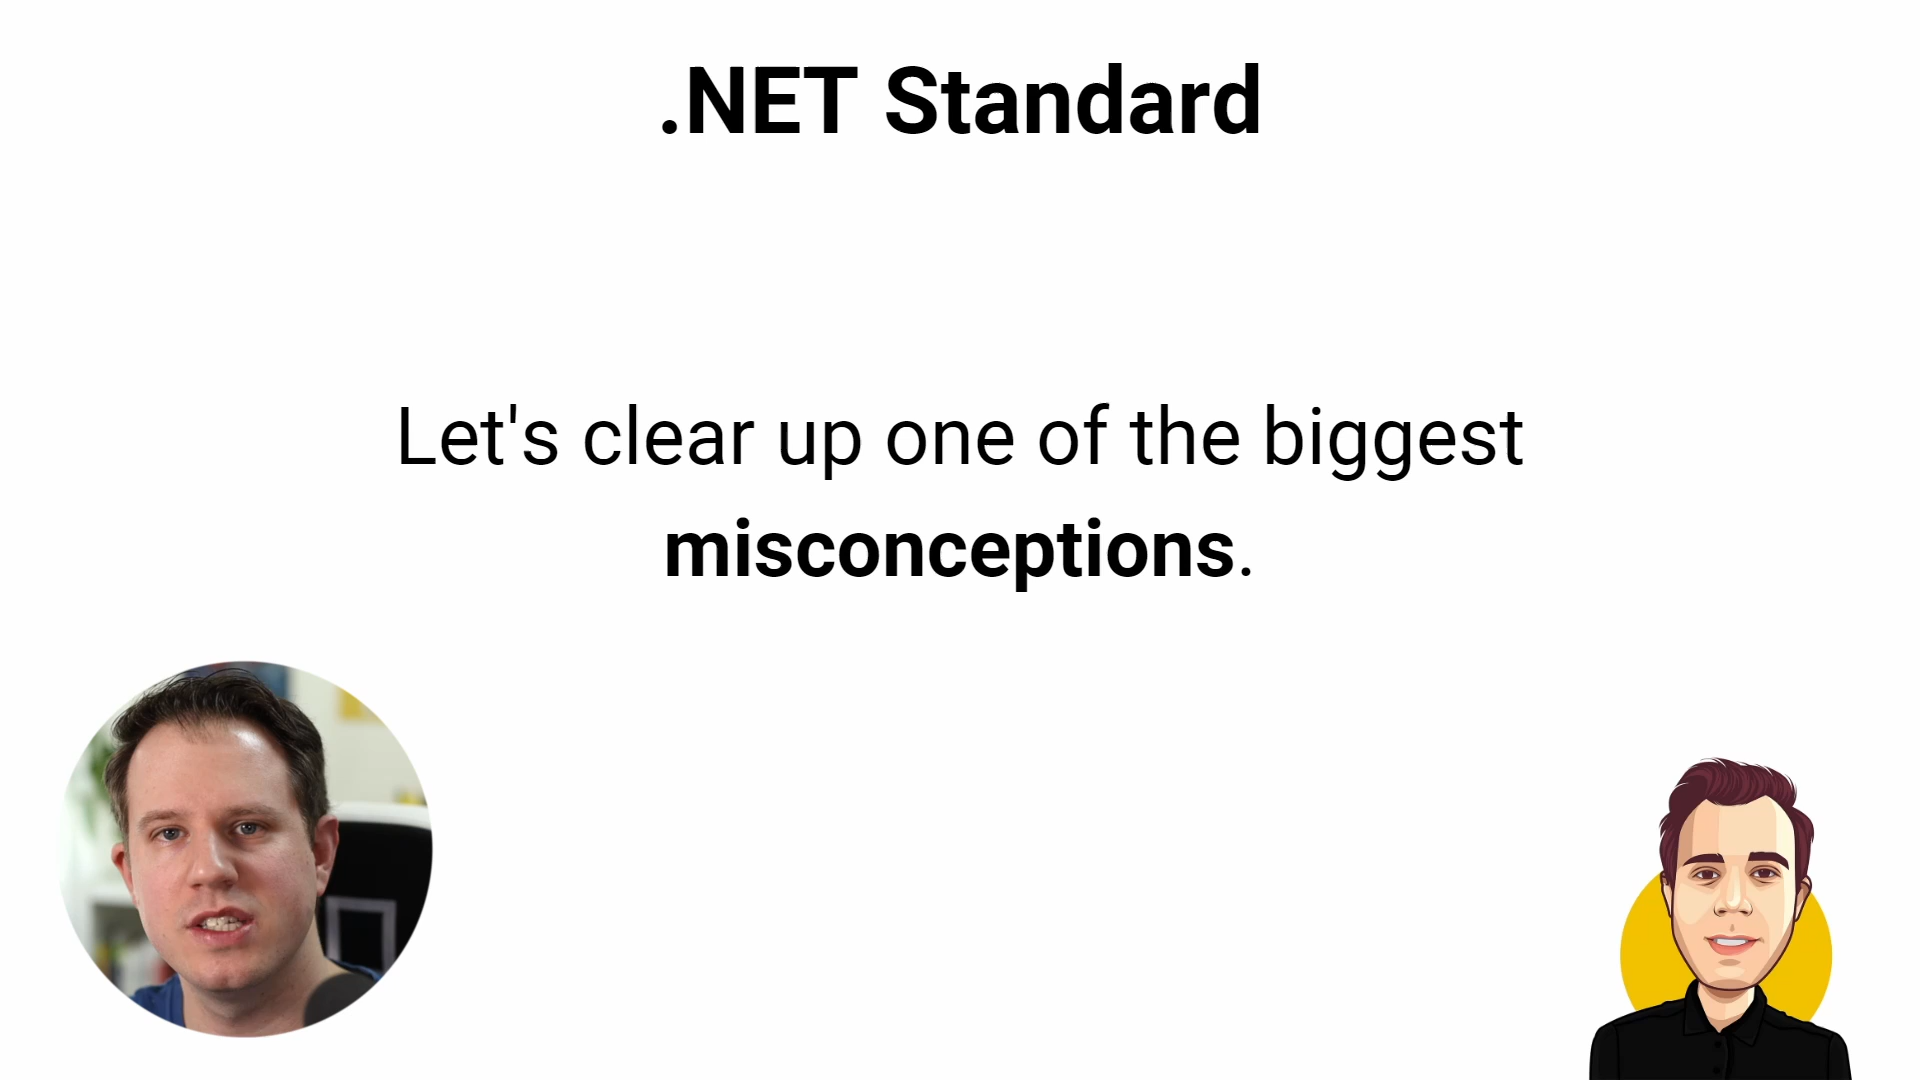 .NET Standard
Let's clear up one of the biggest
misconceptions.